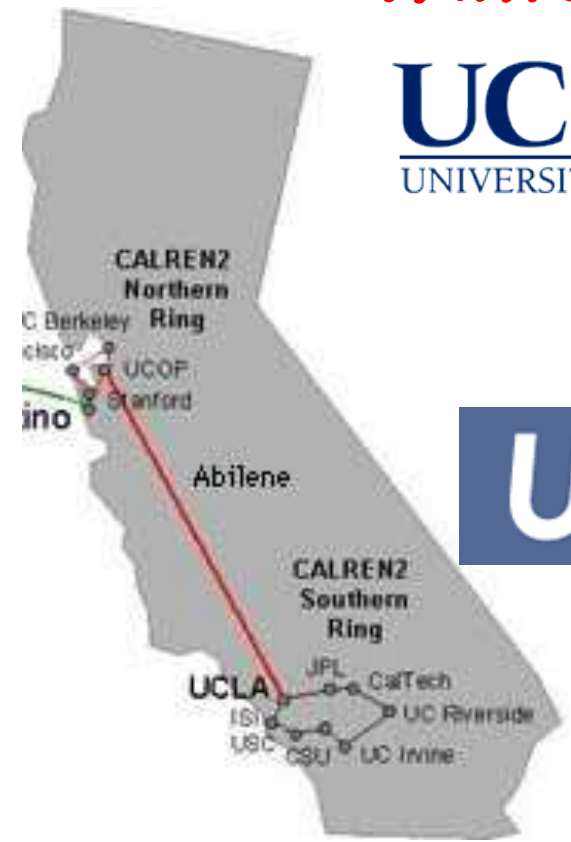 UC
UNIVERSIT
CALREN2
Northern
Ring
C Berkeley
cisco
UCOP
Stanford
ino
Abilene
U
CALREN2
Southern
Ring
JPL
UCLA
CalTech
ISI
UC Riverside
USC
CSU
UC Irvine